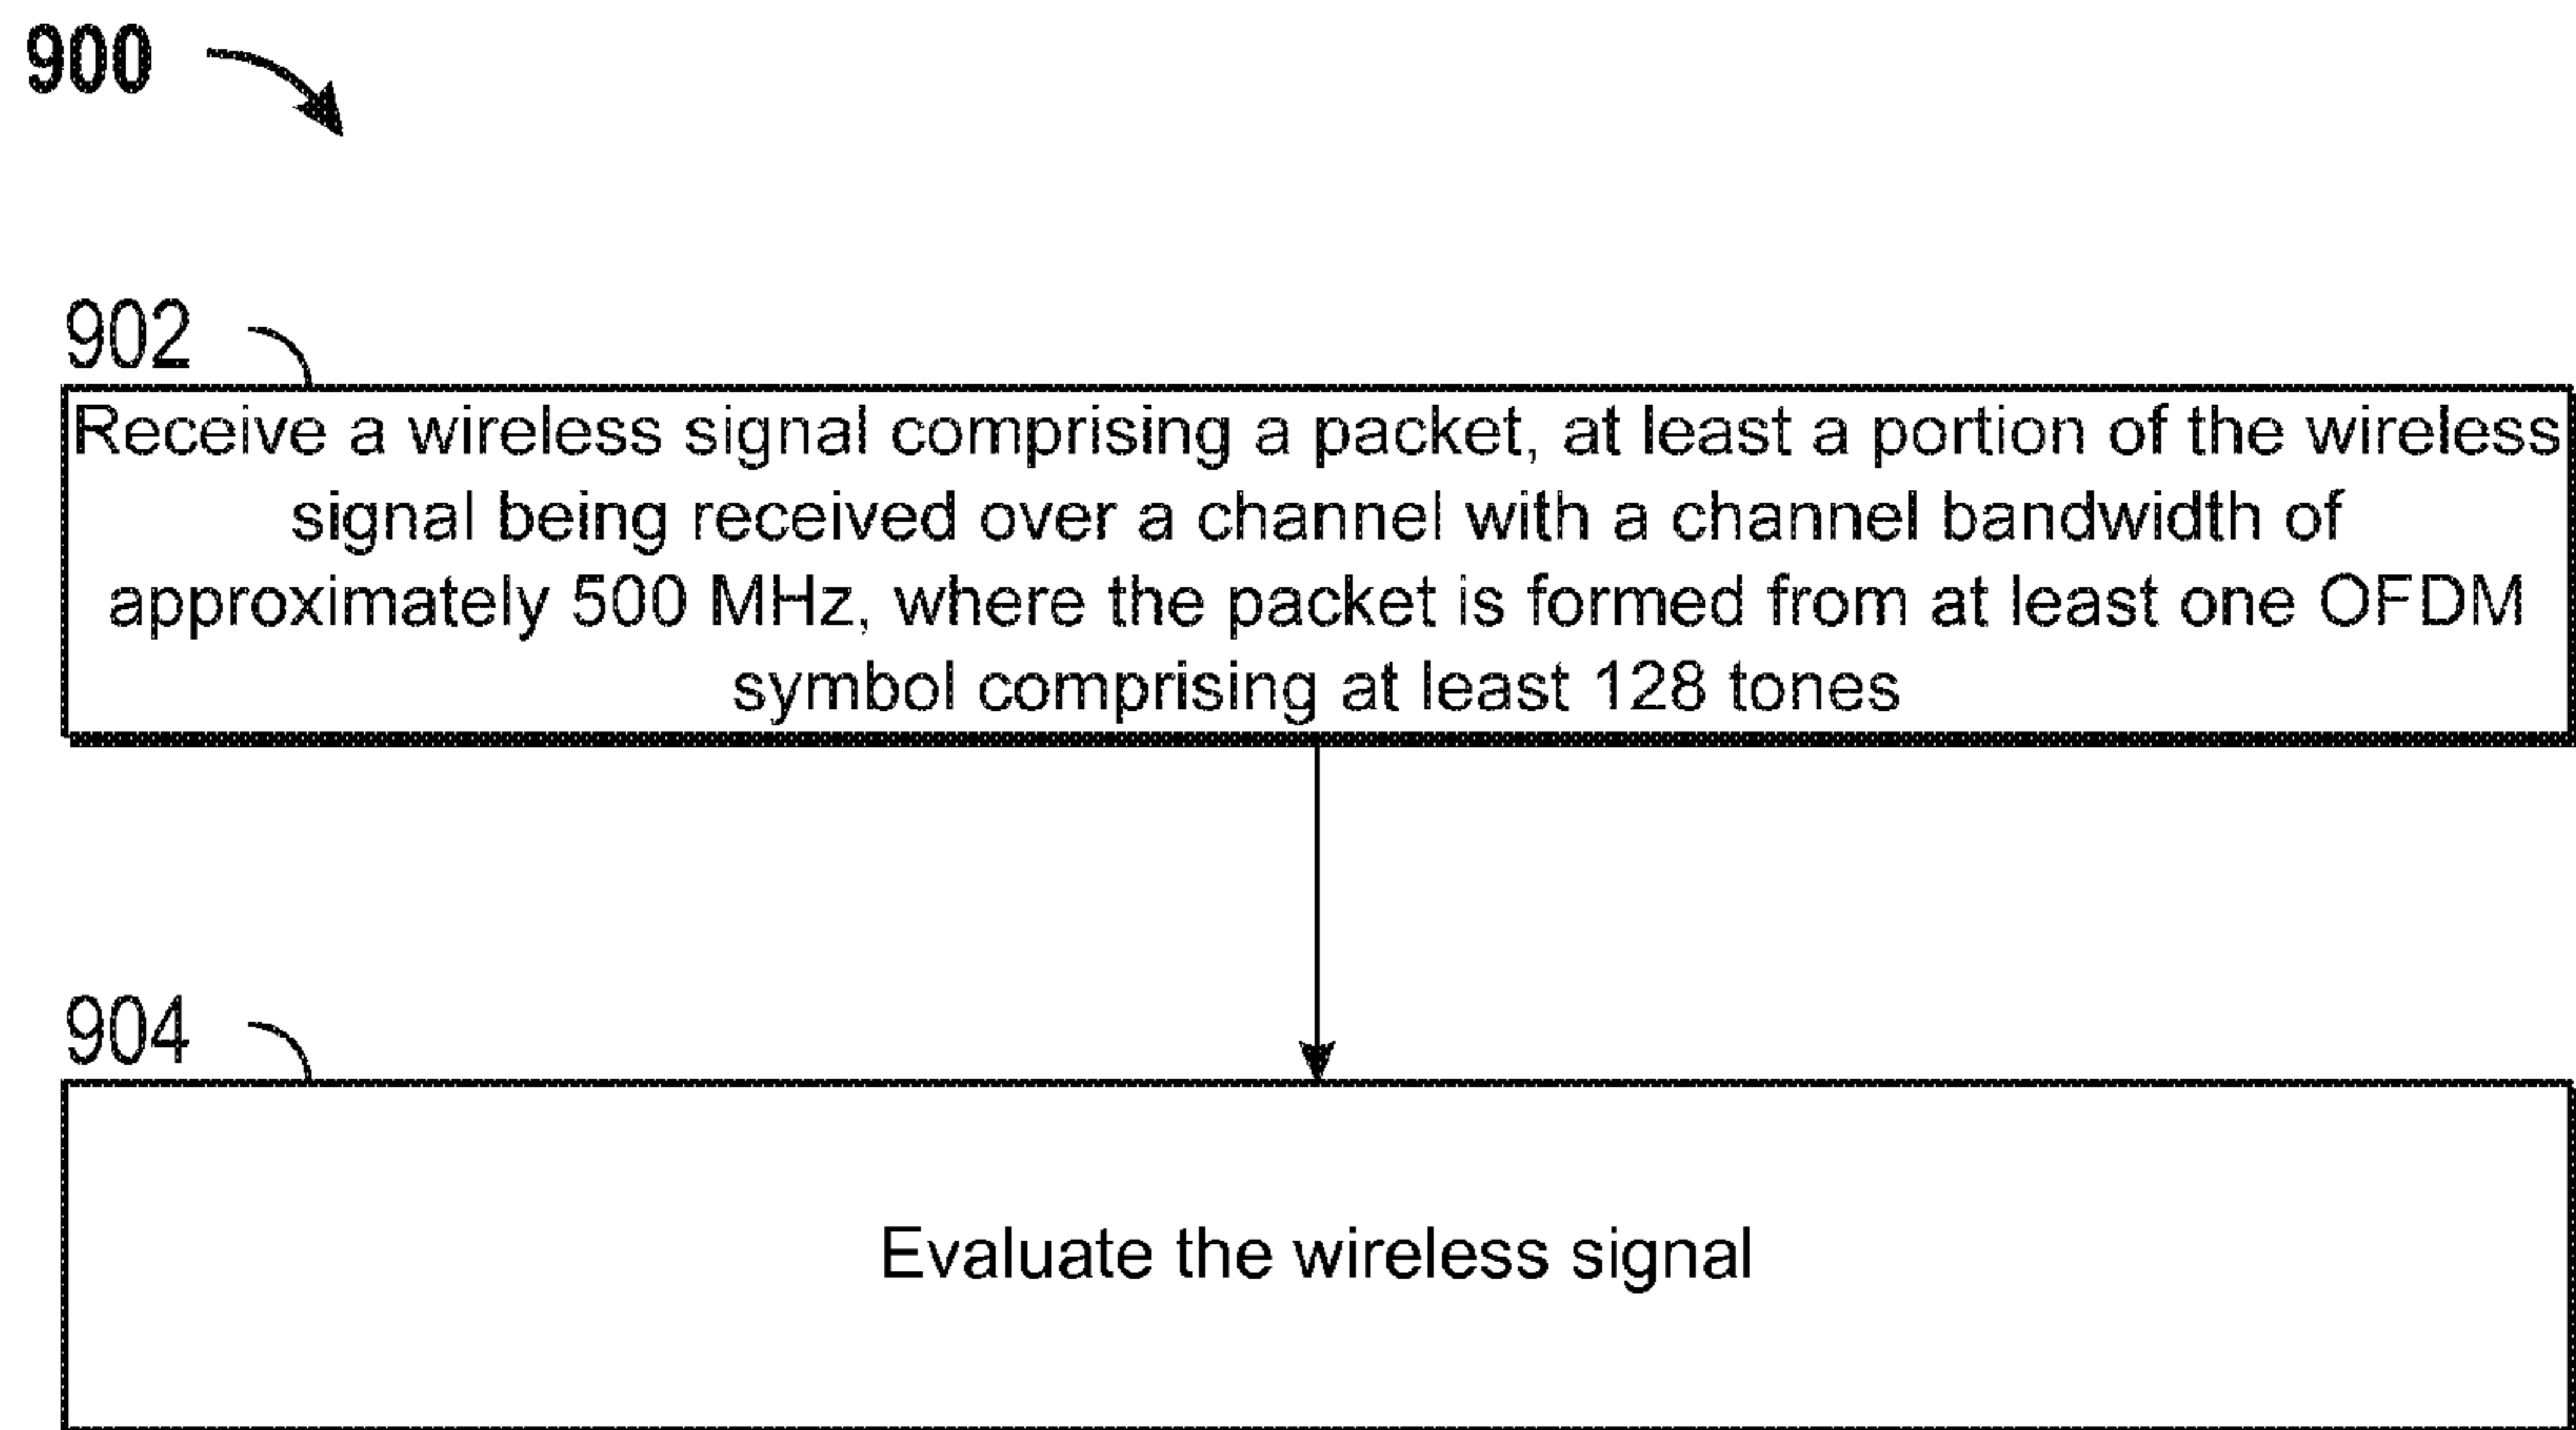 900
902
Receive a wireless signal comprising a packet, at least a portion of the wireless
signal being received over a channel with a channel bandwidth of
approximately 500 MHz, where the packet is formed from at least one OFDM
symbol comprising at least 128 tones
904
Evaluate the wireless signal